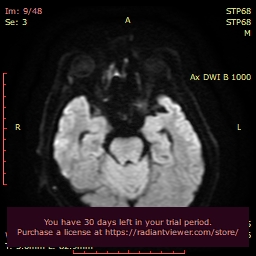 Im: 9/48
Se: 3
A
STP68
STP68
M
Ax DWI B 1000
R
L
You have 30 days left in your trial period.
Purchase a license at https://radiantviewer.com/store/